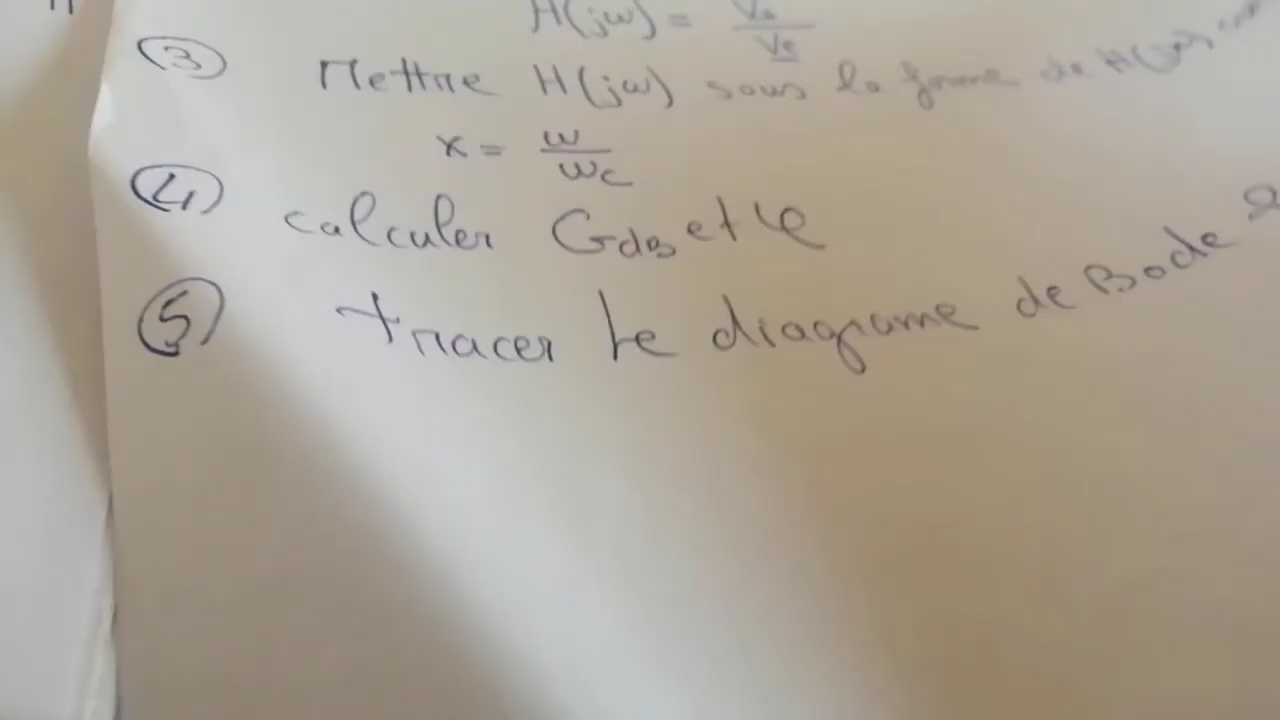 H(jω) = Vs/Ve
③ Mettre H(jω) sous la forme de H(jx)
x = ω/ωc
④ calculer GdB et φ
⑤ tracer le diagrame de Bode